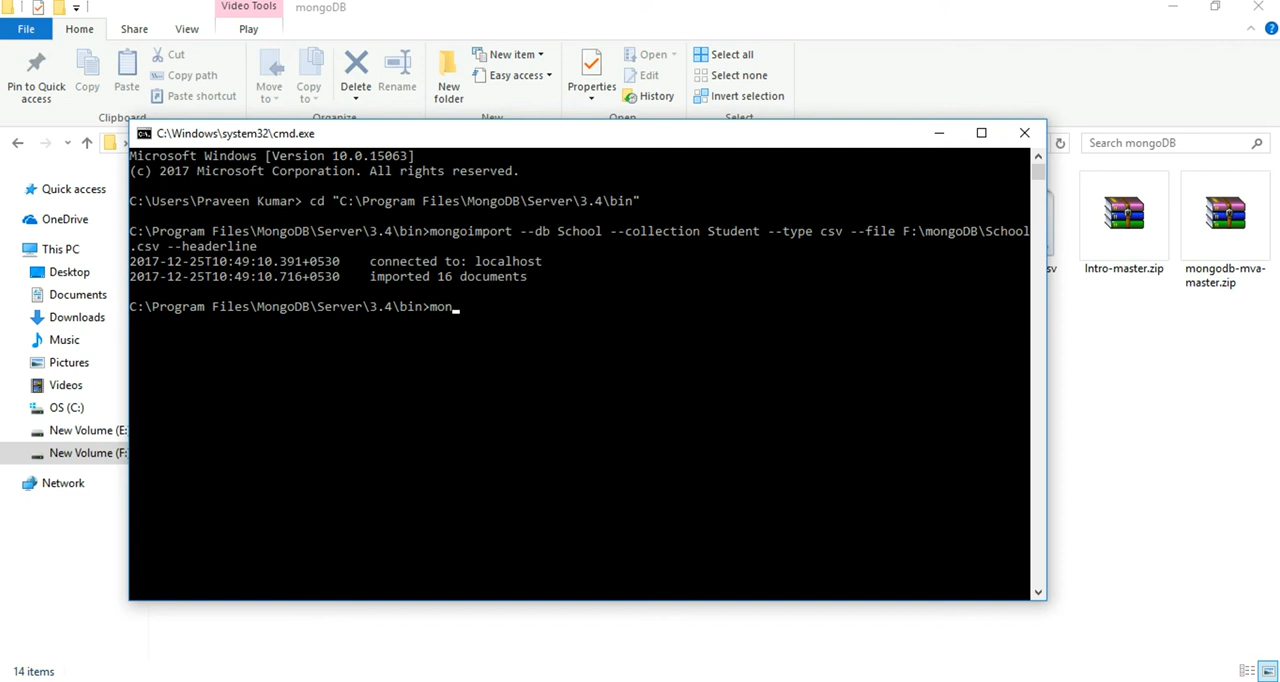 Video Tools
mongoDB
File
Home
Share
View
Play
Pin to Quick access
Copy
Paste
Cut
Copy path
Paste shortcut
Move to
Copy to
Delete
Rename
New folder
New item
Easy access
Properties
Open
Edit
History
Select all
Select none
Invert selection
Clipboard
Organize
New
Open
Select
C:\Windows\system32\cmd.exe
Search mongoDB
Microsoft Windows [Version 10.0.15063]
(c) 2017 Microsoft Corporation. All rights reserved.
C:\Users\Praveen Kumar> cd "C:\Program Files\MongoDB\Server\3.4\bin"
C:\Program Files\MongoDB\Server\3.4\bin>mongoimport --db School --collection Student --type csv --file F:\mongoDB\School
.csv --headerline
2017-12-25T10:49:10.391+0530    connected to: localhost
2017-12-25T10:49:10.716+0530    imported 16 documents
C:\Program Files\MongoDB\Server\3.4\bin>mon
Quick access
OneDrive
This PC
Desktop
Documents
Downloads
Music
Pictures
Videos
OS (C:)
New Volume (E:
New Volume (F:
Network
sv
Intro-master.zip
mongodb-mva-
master.zip
14 items